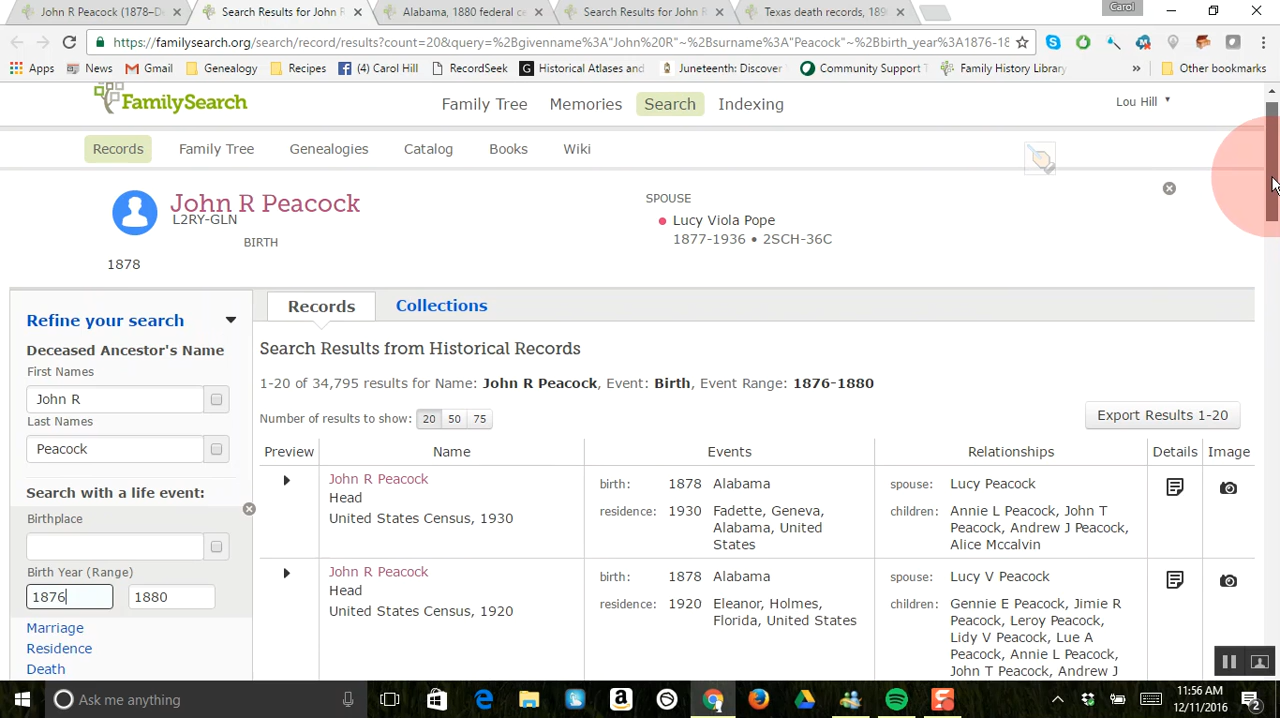 John R Peacock (1878–D
Search Results for John R
Alabama, 1880 federal ce
Search Results for John R
Texas death records, 189
Carol
https://familysearch.org/search/record/results?count=20&query=%2Bgivenname%3A"John%20R"~%2Bsurname%3A"Peacock"~%2Bbirth_year%3A1876-18
Apps
News
Gmail
Genealogy
Recipes
(4) Carol Hill
RecordSeek
Historical Atlases and
Juneteenth: Discover
Community Support T
Family History Library
»
Other bookmarks
FamilySearch
Family Tree
Memories
Search
Indexing
Lou Hill
Records
Family Tree
Genealogies
Catalog
Books
Wiki
John R Peacock
L2RY-GLN
BIRTH
1878
SPOUSE
Lucy Viola Pope
1877-1936 • 2SCH-36C
Refine your search
Deceased Ancestor's Name
First Names
John R
Last Names
Peacock
Search with a life event:
Birthplace
Birth Year (Range)
1876
1880
Marriage
Residence
Death
Records
Collections
Search Results from Historical Records
1-20 of 34,795 results for Name: John R Peacock, Event: Birth, Event Range: 1876-1880
Number of results to show: 20 50 75
Export Results 1-20
Preview
Name
Events
Relationships
Details
Image
John R Peacock
Head
United States Census, 1930
birth: 1878 Alabama
residence: 1930 Fadette, Geneva,
Alabama, United
States
spouse: Lucy Peacock
children: Annie L Peacock, John T
Peacock, Andrew J Peacock,
Alice Mccalvin
John R Peacock
Head
United States Census, 1920
birth: 1878 Alabama
residence: 1920 Eleanor, Holmes,
Florida, United States
spouse: Lucy V Peacock
children: Gennie E Peacock, Jimie R
Peacock, Leroy Peacock,
Lidy V Peacock, Lue A
Peacock, Annie L Peacock,
John T Peacock, Andrew J
Ask me anything
11:56 AM
12/11/2016
2